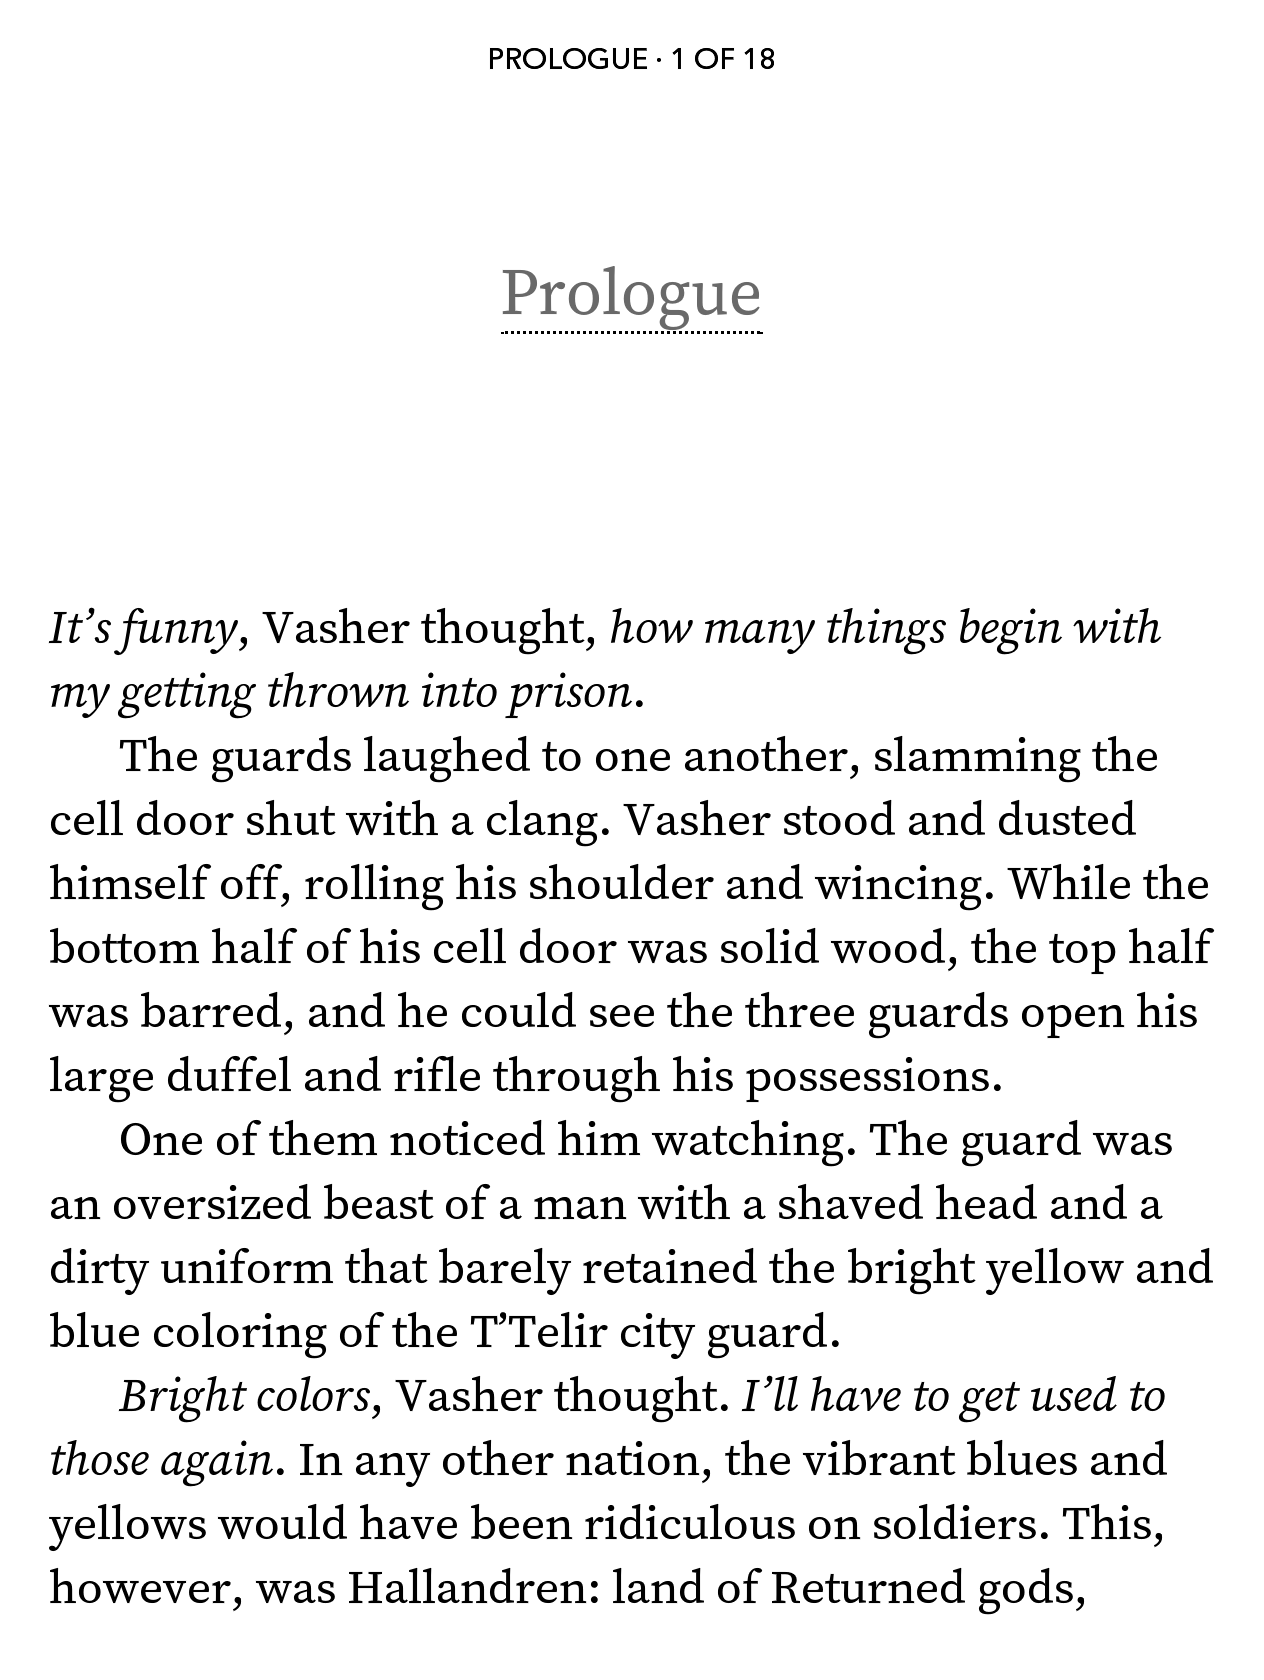 PROLOGUE · 1 OF 18
Prologue
It’s funny, Vasher thought, how many things begin with
my getting thrown into prison.
The guards laughed to one another, slamming the
cell door shut with a clang. Vasher stood and dusted
himself off, rolling his shoulder and wincing. While the
bottom half of his cell door was solid wood, the top half
was barred, and he could see the three guards open his
large duffel and rifle through his possessions.
One of them noticed him watching. The guard was
an oversized beast of a man with a shaved head and a
dirty uniform that barely retained the bright yellow and
blue coloring of the T’Telir city guard.
Bright colors, Vasher thought. I’ll have to get used to
those again. In any other nation, the vibrant blues and
yellows would have been ridiculous on soldiers. This,
however, was Hallandren: land of Returned gods,